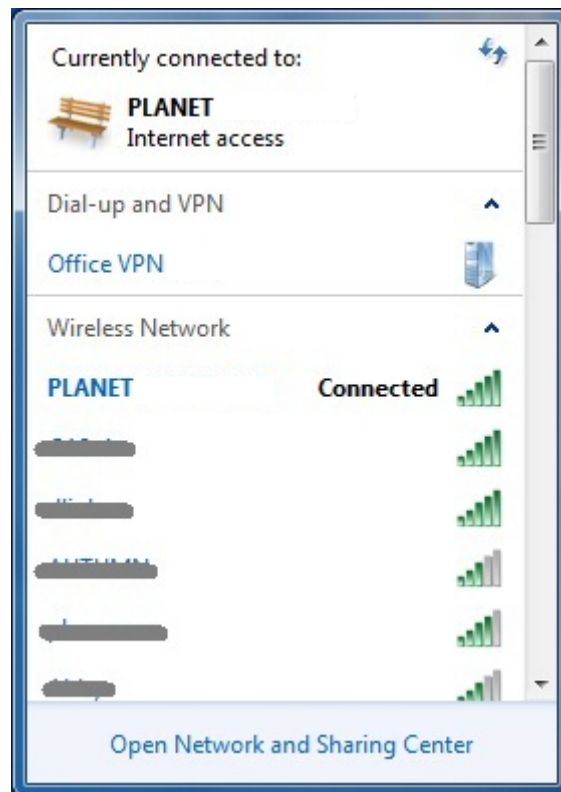 Currently connected to:
PLANET
Internet access
Dial-up and VPN
Office VPN
Wireless Network
PLANET Connected
Open Network and Sharing Center